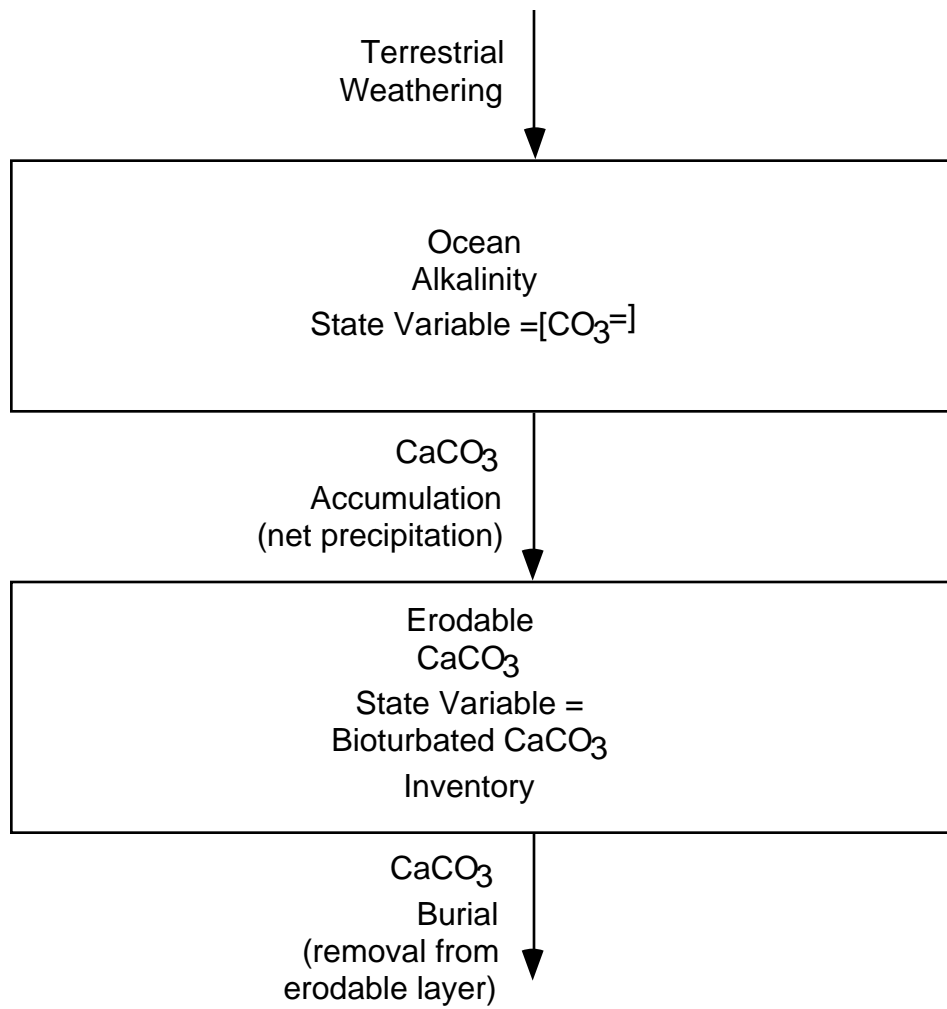 Terrestrial
Weathering
Ocean
Alkalinity
State Variable =[CO3=]
CaCO3
Accumulation
(net precipitation)
Erodable
CaCO3
State Variable =
Bioturbated CaCO3
Inventory
CaCO3
Burial
(removal from
erodable layer)